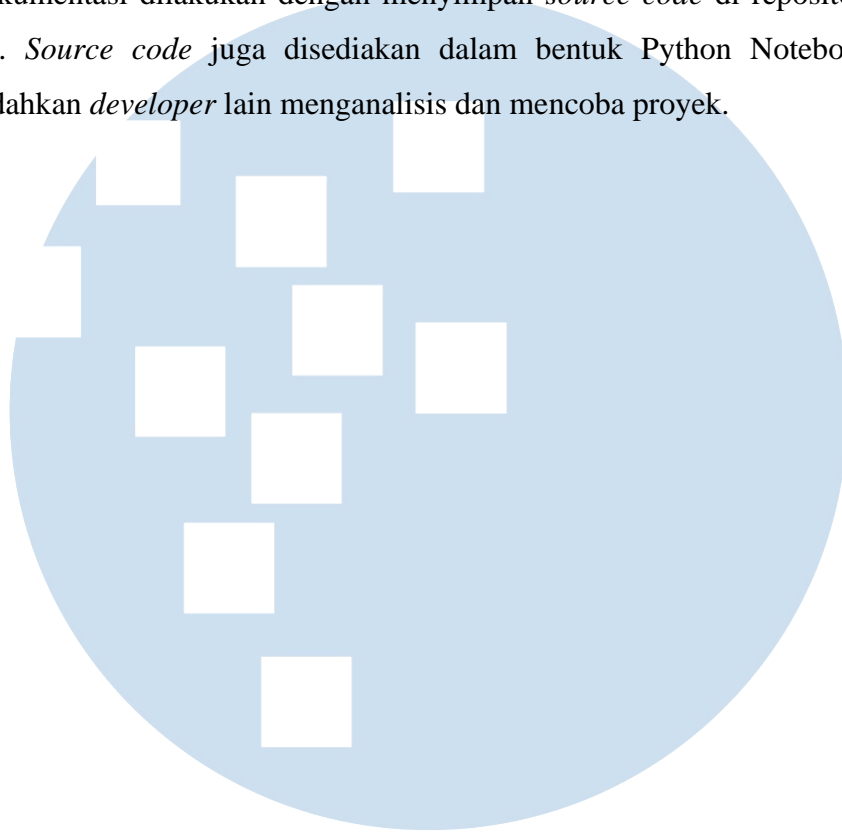 kumentasi dilakukan dengan menyimpan source code di reposito
. Source code juga disediakan dalam bentuk Python Notebo
dahkan developer lain menganalisis dan mencoba proyek.